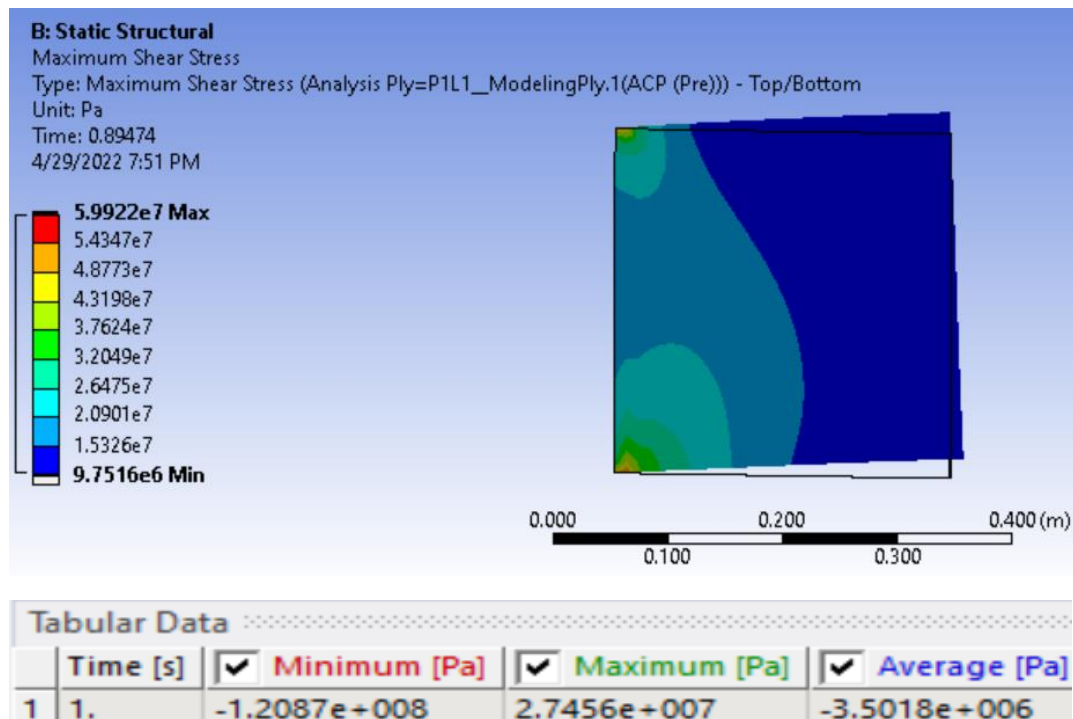 B: Static Structural
Maximum Shear Stress
Type: Maximum Shear Stress (Analysis Ply=P1L1__ModelingPly.1(ACP (Pre))) - Top/Bottom
Unit: Pa
Time: 0.89474
4/29/2022 7:51 PM
5.9922e7 Max
5.4347e7
4.8773e7
4.3198e7
3.7624e7
3.2049e7
2.6475e7
2.0901e7
1.5326e7
9.7516e6 Min
0.000 0.200 0.400 (m)
0.100 0.300
Tabular Data
Time [s] Minimum [Pa] Maximum [Pa] Average [Pa]
1 1. -1.2087e+008 2.7456e+007 -3.5018e+006